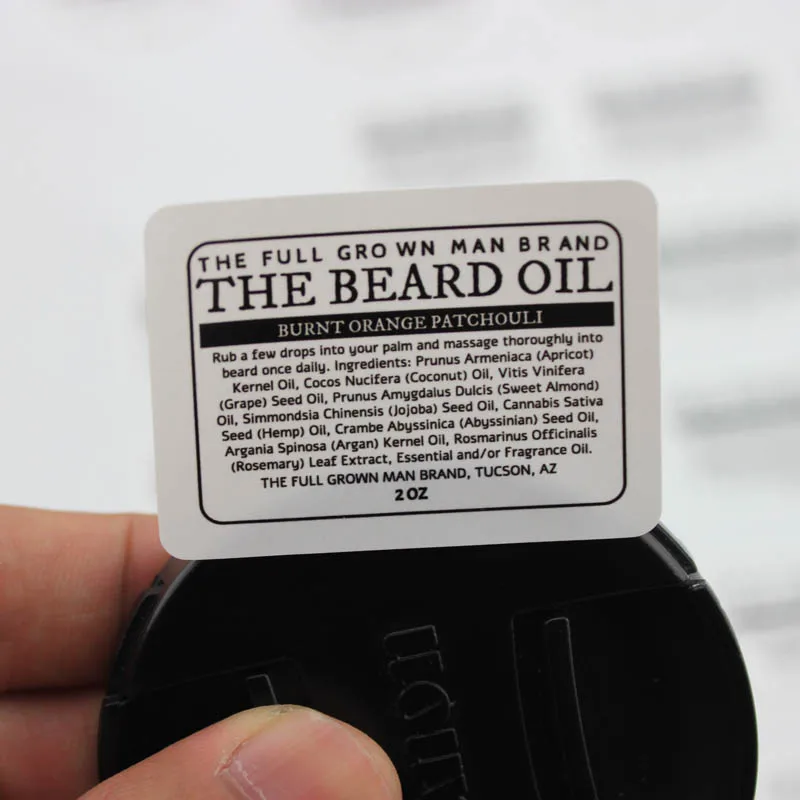 THE FULL GROWN MAN BRAND
THE BEARD OIL
BURNT ORANGE PATCHOULI
Rub a few drops into your palm and massage thoroughly into
beard once daily. Ingredients: Prunus Armeniaca (Apricot)
Kernel Oil, Cocos Nucifera (Coconut) Oil, Vitis Vinifera
(Grape) Seed Oil, Prunus Amygdalus Dulcis (Sweet Almond)
Oil, Simmondsia Chinensis (Jojoba) Seed Oil, Cannabis Sativa
Seed (Hemp) Oil, Crambe Abyssinica (Abyssinian) Seed Oil,
Argania Spinosa (Argan) Kernel Oil, Rosmarinus Officinalis
(Rosemary) Leaf Extract, Essential and/or Fragrance Oil.
THE FULL GROWN MAN BRAND, TUCSON, AZ
2 OZ